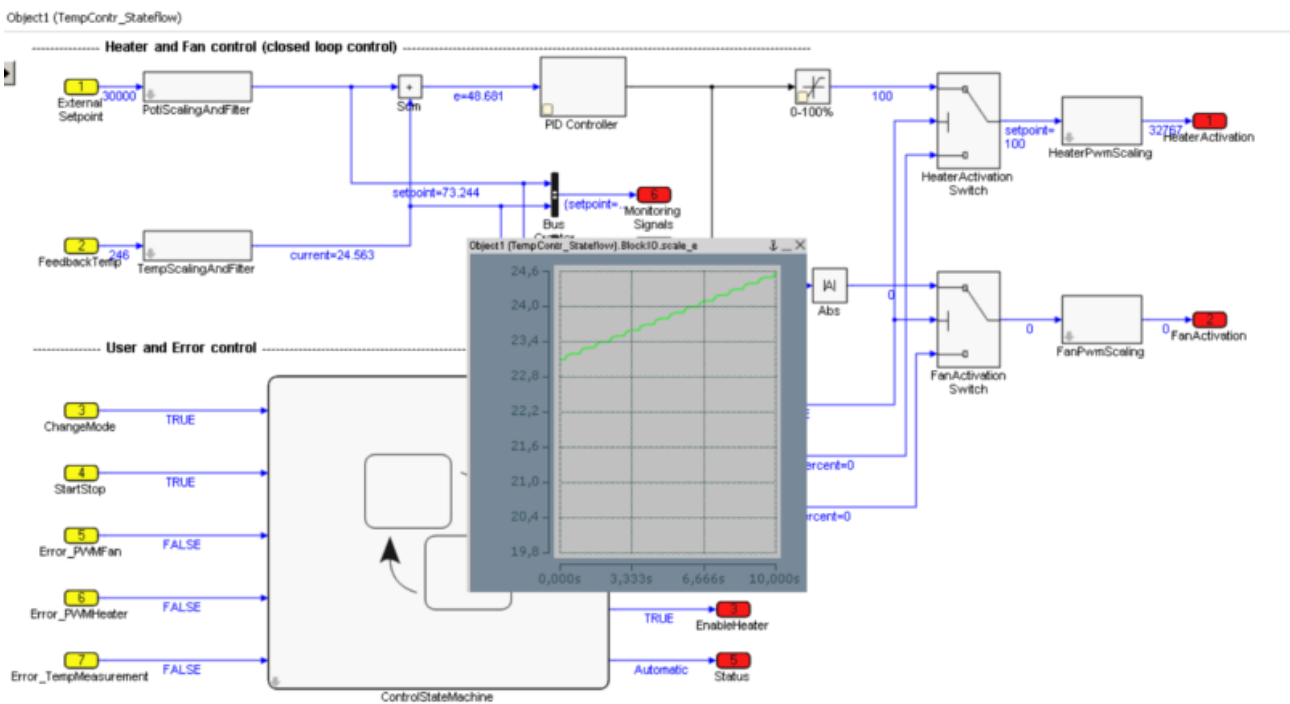 Object1 (TempContr_Stateflow)
Heater and Fan control (closed loop control)
1
30000
External
Setpoint
PotiScalingAndFilter
+
Sum
e=48.681
PID Controller
0-100%
100
HeaterActivation
Switch
setpoint=
100
HeaterPwmScaling
32767
1
HeaterActivation
setpoint=73.244
(setpoint=...
6
Monitoring
Signals
Bus
2
246
FeedbackTemp
TempScalingAndFilter
current=24.563
Object1 (TempContr_Stateflow).BlockIO.scale_e
24,6
24,0
23,4
22,8
22,2
21,6
21,0
20,4
19,8
0,000s
3,333s
6,666s
10,000s
|A|
Abs
0
FanActivation
Switch
0
FanPwmScaling
0
2
FanActivation
User and Error control
3
ChangeMode
TRUE
4
StartStop
TRUE
5
Error_PWMFan
FALSE
6
Error_PWMHeater
FALSE
7
Error_TempMeasurement
FALSE
ercent=0
rcent=0
TRUE
3
EnableHeater
Automatic
5
Status
ControlStateMachine